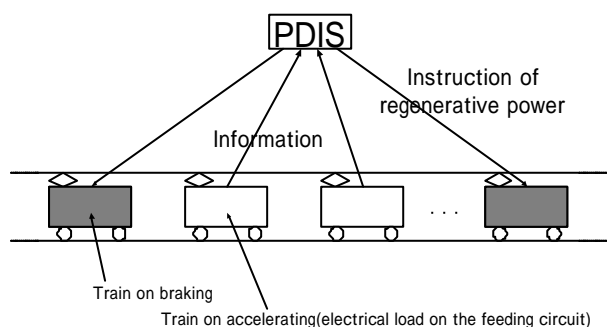 PDIS
Instruction of
regenerative power
Information
. . .
Train on braking
Train on accelerating(electrical load on the feeding circuit)